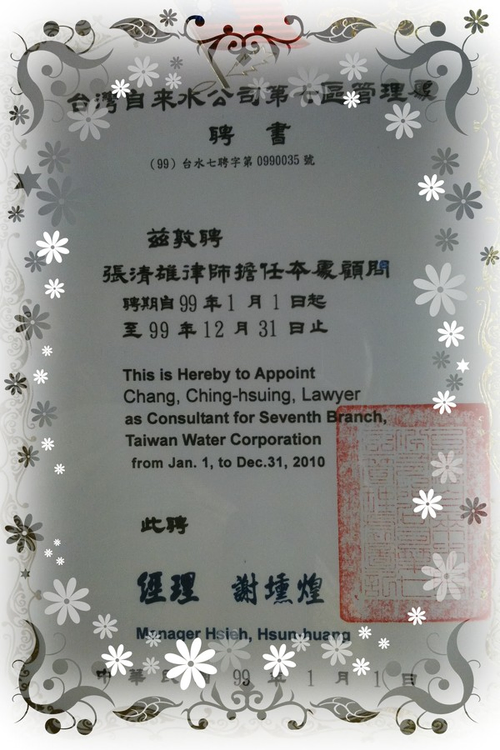 台灣自來水公司第七區管理處
聘書
（99）台水七聘字第 0990035 號
茲敦聘
張清雄律師擔任本處顧問
聘期自 99 年 1 月 1 日起
至 99 年 12 月 31 日止
This is Hereby to Appoint
Chang, Ching-hsuing, Lawyer
as Consultant for Seventh Branch,
Taiwan Water Corporation
from Jan. 1, to Dec.31, 2010
此聘
經理 謝壎煌
Manager Hsieh, Hsun-huang
中華民國 99 年 1 月 1 日